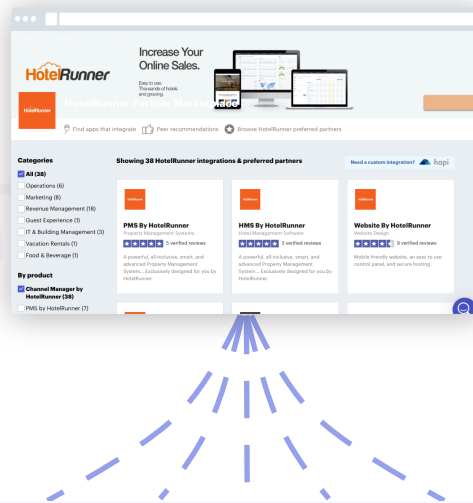 Increase Your
Online Sales.
HotelRunner
Easy to use.
Thousands of hotels
and growing.
HotelRunner
HotelRunner Partner Marketplace
Find apps that integrate
Peer recommendations
Browse HotelRunner preferred partners
Categories
All (38)
Operations (6)
Marketing (8)
Revenue Management (18)
Guest Experience (1)
IT & Building Management (3)
Vacation Rentals (1)
Food & Beverage (1)
By product
Channel Manager by
HotelRunner (38)
PMS by HotelRunner (7)
Showing 38 HotelRunner integrations & preferred partners
Need a custom integration?
hapi
HotelRunner
PMS By HotelRunner
Property Management Systems
5 verified reviews
A powerful, all-inclusive, smart, and
advanced Property Management
System... Exclusively designed for you by
HotelRunner.
HotelRunner
HMS By HotelRunner
Hotel Management Software
3 verified reviews
A powerful, all-inclusive, smart, and
advanced Property Management
System... Exclusively designed for you by
HotelRunner.
HotelRunner
Website By HotelRunner
Website Design
9 verified reviews
Mobile friendly website, an easy to use
control panel, and secure hosting.